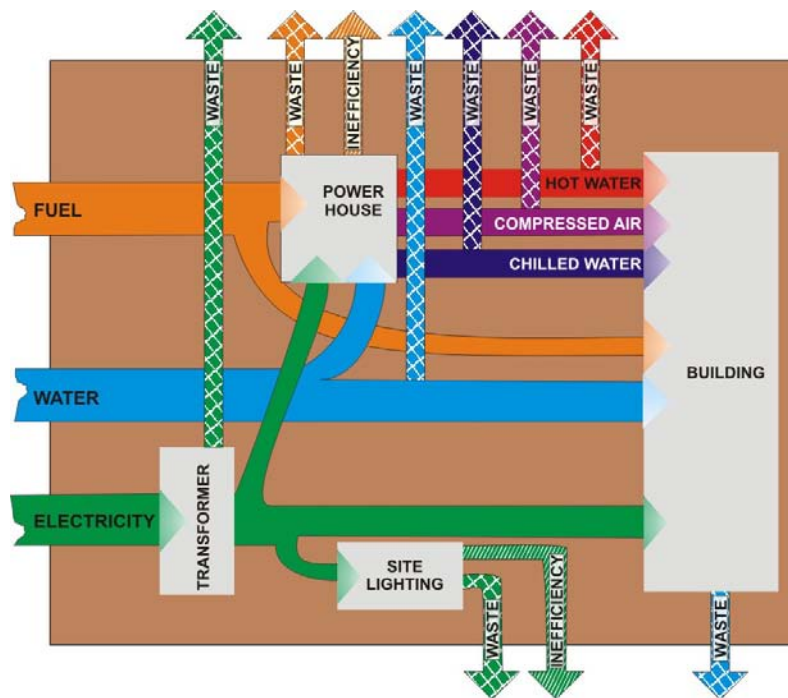 WASTE
WASTE
INEFFICIENCY
WASTE
WASTE
WASTE
WASTE
POWER
HOUSE
HOT WATER
FUEL
COMPRESSED AIR
CHILLED WATER
BUILDING
WATER
TRANSFORMER
ELECTRICITY
SITE
LIGHTING
WASTE
INEFFICIENCY
WASTE